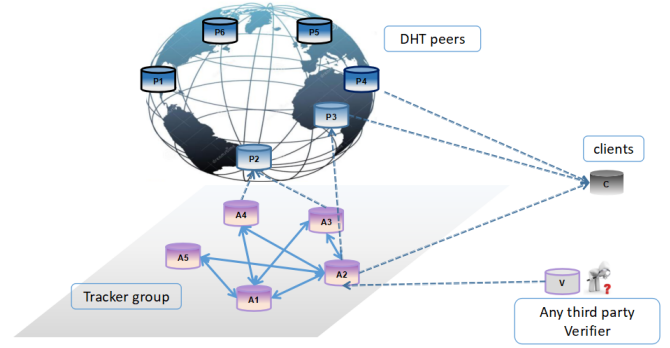 P6
P5
DHT peers
P1
P4
P3
P2
clients
C
A4
A3
A5
A2
A1
V
?
Tracker group
Any third party
Verifier